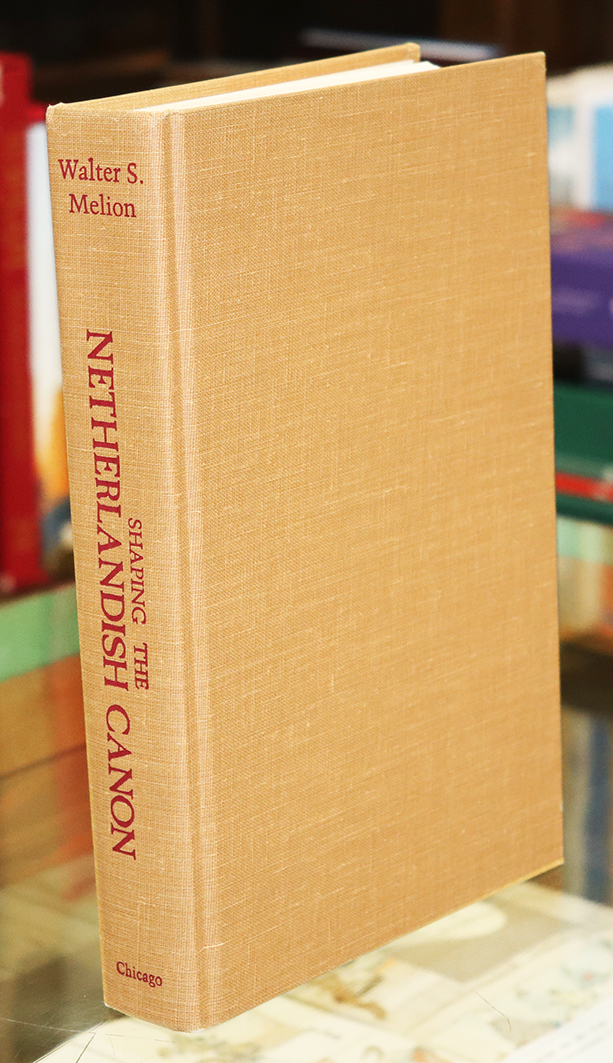 Walter S.
Melion
SHAPING THE
NETHERLANDISH CANON
Chicago